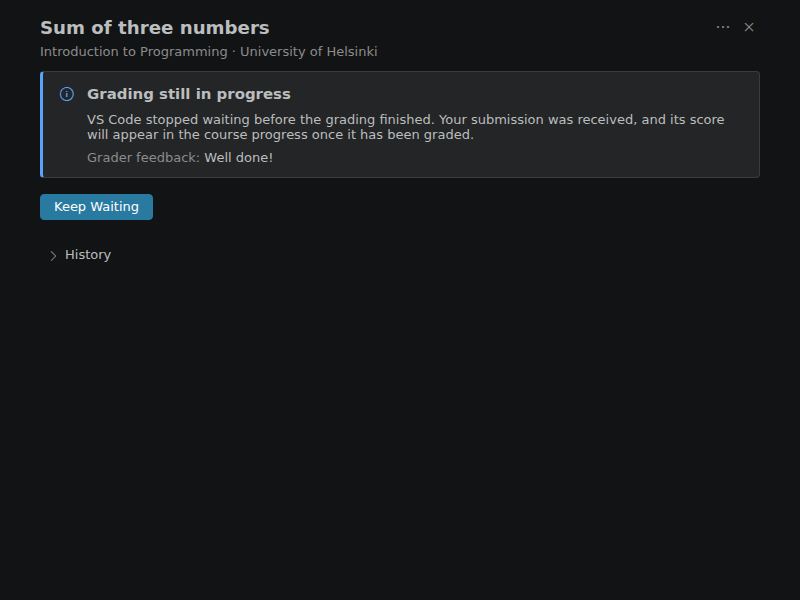 Sum of three numbers
Introduction to Programming · University of Helsinki
Grading still in progress
VS Code stopped waiting before the grading finished. Your submission was received, and its score
will appear in the course progress once it has been graded.
Grader feedback: Well done!
Keep Waiting
History